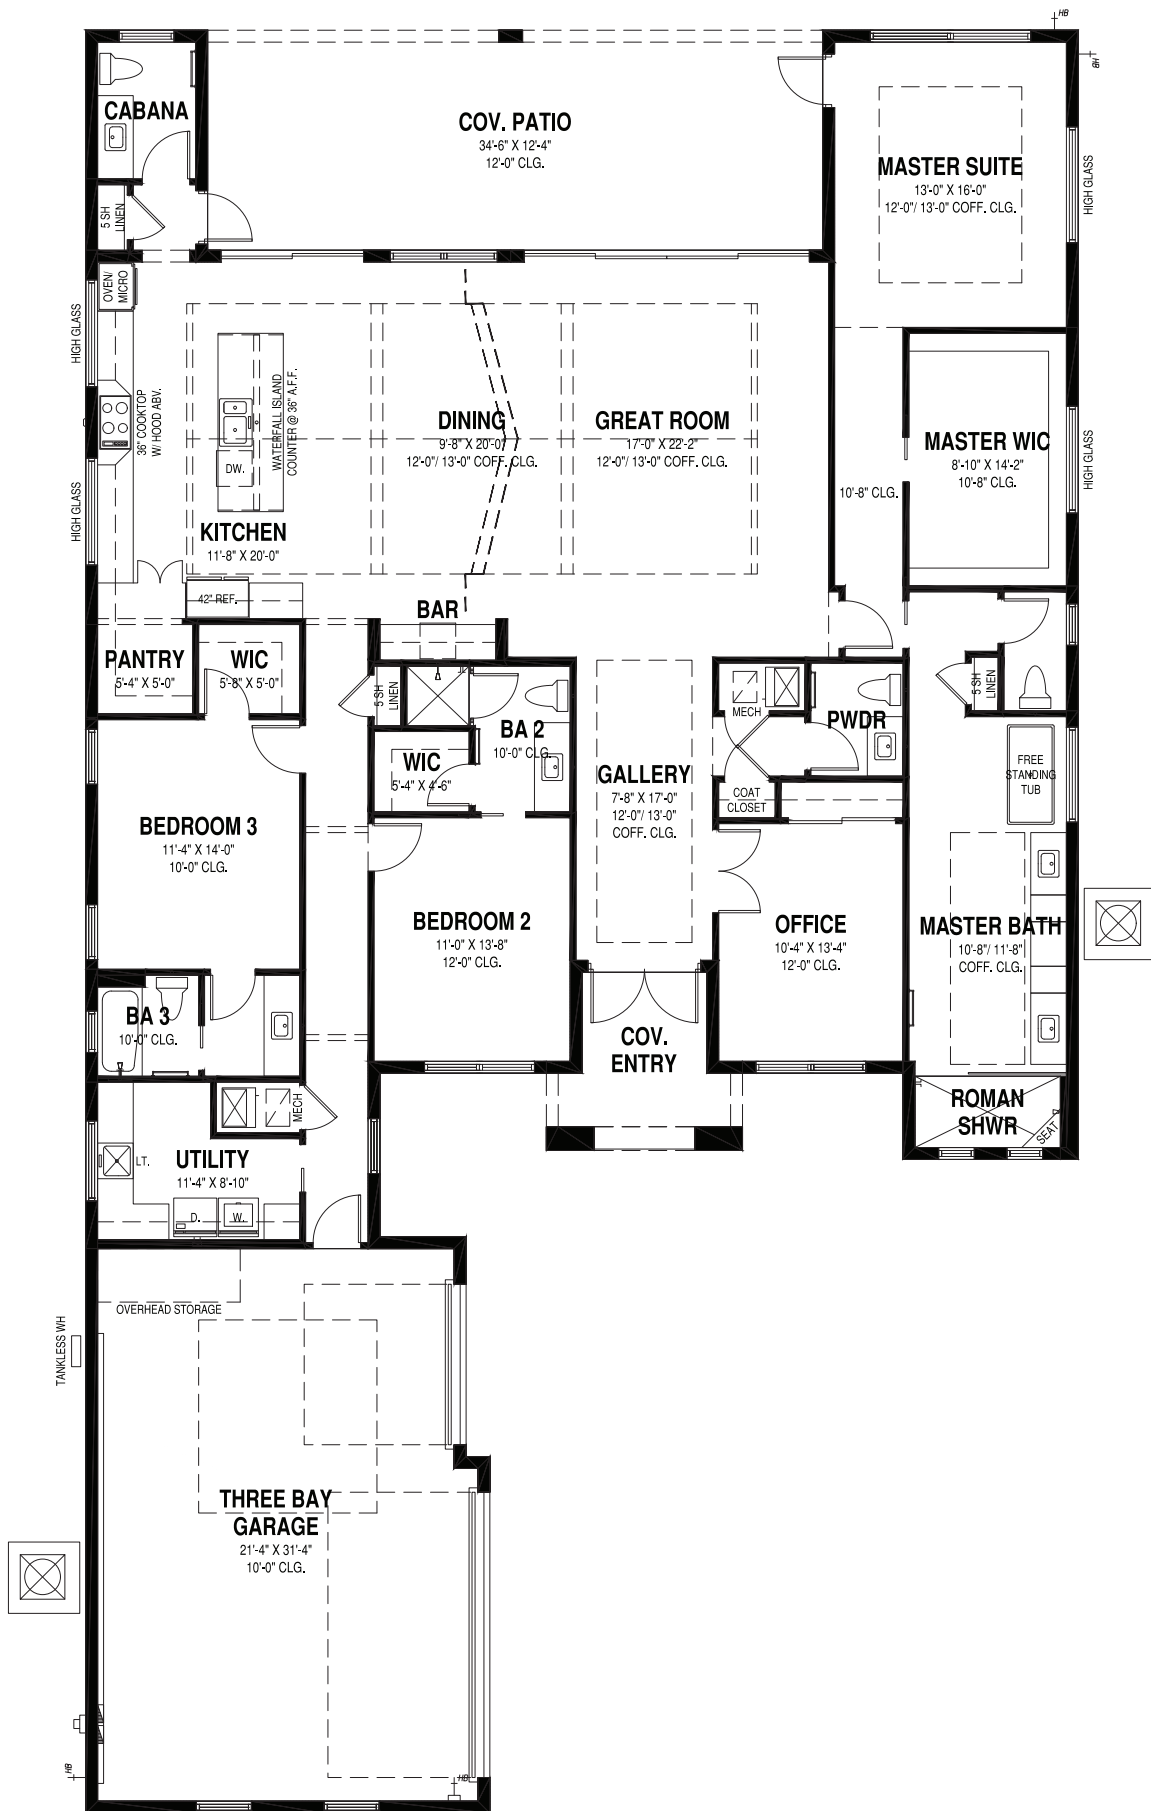 HB
HB
CABANA
5 SH
LINEN
COV. PATIO
34'-6" X 12'-4"
12'-0" CLG.
MASTER SUITE
13'-0" X 16'-0"
12'-0"/ 13'-0" COFF. CLG.
HIGH GLASS
OVEN/
MICRO
HIGH GLASS
36" COOKTOP
W/ HOOD ABV.
HIGH GLASS
WATERFALL ISLAND
COUNTER @ 36" A.F.F.
DW.
KITCHEN
11'-8" X 20'-0"
DINING
9'-8" X 20'-0"
12'-0"/ 13'-0" COFF. CLG.
GREAT ROOM
17'-0" X 22'-2"
12'-0"/ 13'-0" COFF. CLG.
MASTER WIC
8'-10" X 14'-2"
10'-8" CLG.
HIGH GLASS
10'-8" CLG.
42" REF.
BAR
PANTRY
5'-4" X 5'-0"
WIC
5'-8" X 5'-0"
5 SH
LINEN
BA 2
10'-0" CLG.
WIC
5'-4" X 4'-6"
GALLERY
7'-8" X 17'-0"
12'-0"/ 13'-0"
COFF. CLG.
MECH
PWDR
COAT
CLOSET
5 SH
LINEN
FREE
STANDING
TUB
BEDROOM 3
11'-4" X 14'-0"
10'-0" CLG.
BEDROOM 2
11'-0" X 13'-8"
12'-0" CLG.
OFFICE
10'-4" X 13'-4"
12'-0" CLG.
MASTER BATH
10'-8"/ 11'-8"
COFF. CLG.
BA 3
10'-0" CLG.
COV.
ENTRY
ROMAN
SHWR
SEAT
MECH
LT.
UTILITY
11'-4" X 8'-10"
D.
W.
OVERHEAD STORAGE
TANKLESS WH
THREE BAY
GARAGE
21'-4" X 31'-4"
10'-0" CLG.
HB
HB